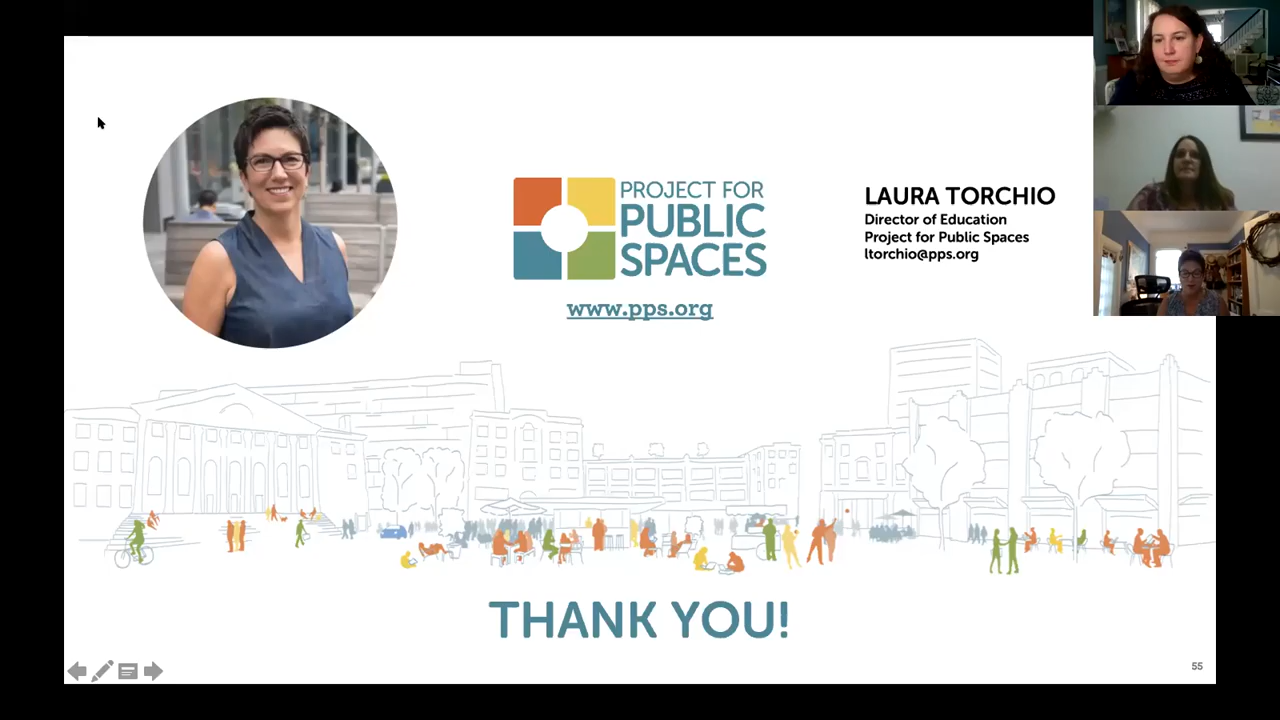 PROJECT FOR
PUBLIC
SPACES
www.pps.org
LAURA TORCHIO
Director of Education
Project for Public Spaces
ltorchio@pps.org
THANK YOU!
55